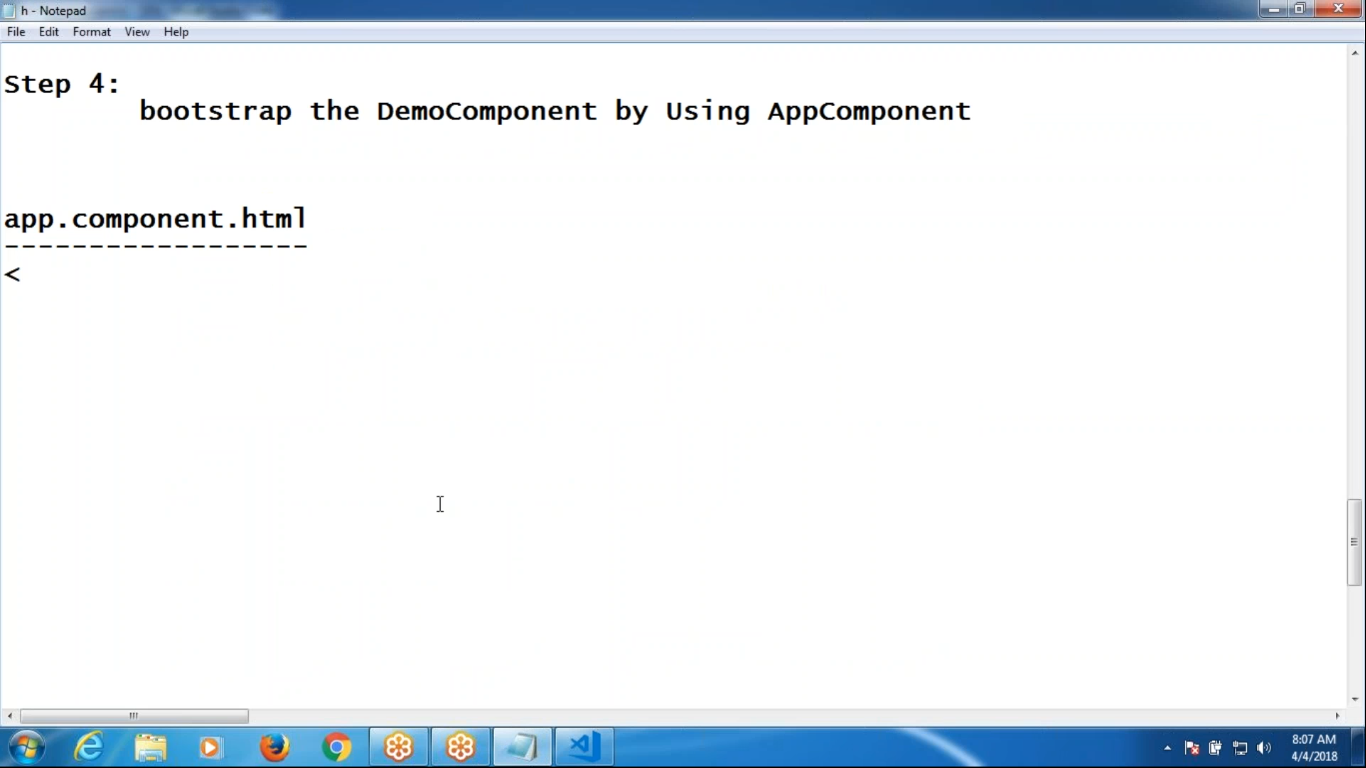 h - Notepad
File Edit Format View Help
Step 4:
bootstrap the DemoComponent by Using AppComponent
app.component.html
------------------
<
8:07 AM
4/4/2018